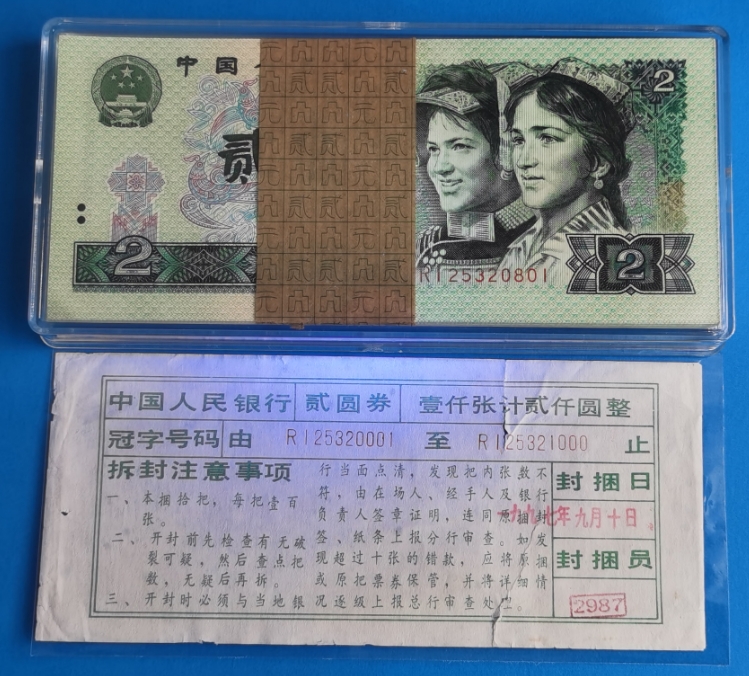 中国人
2
贰
2
2
RI25320801
中国人民银行 贰圆券 壹仟张计贰仟圆整
冠字号码由 RI25320001 至 RI25321000 止
拆封注意事项
一、本捆拾把，每把壹百
张。
二、开封前先检查有无破
裂可疑，然后查点把
数，无疑后再拆。
三、开封时必须与当地银
行当面点清，发现把内张数不
符，由在场人、经手人及银行
负责人签章证明，连同原捆封
签、纸条上报分行审查。如发
现超过十张的错款，应将原捆
或原把票券保管，并将详细情
况逐级上报总行审查处理。
封捆日
九月十日
封捆员
2987